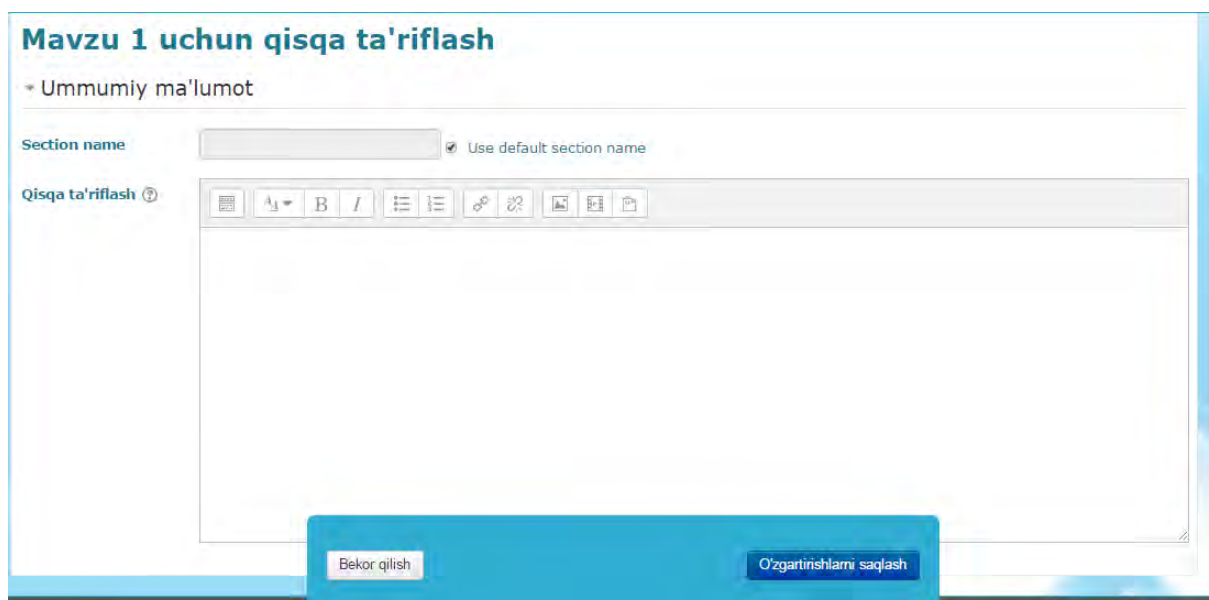 Mavzu 1 uchun qisqa ta'riflash
Ummumiy ma'lumot
Section name
Use default section name
Qisqa ta'riflash
B I
Bekor qilish
O'zgartirishlarni saqlash